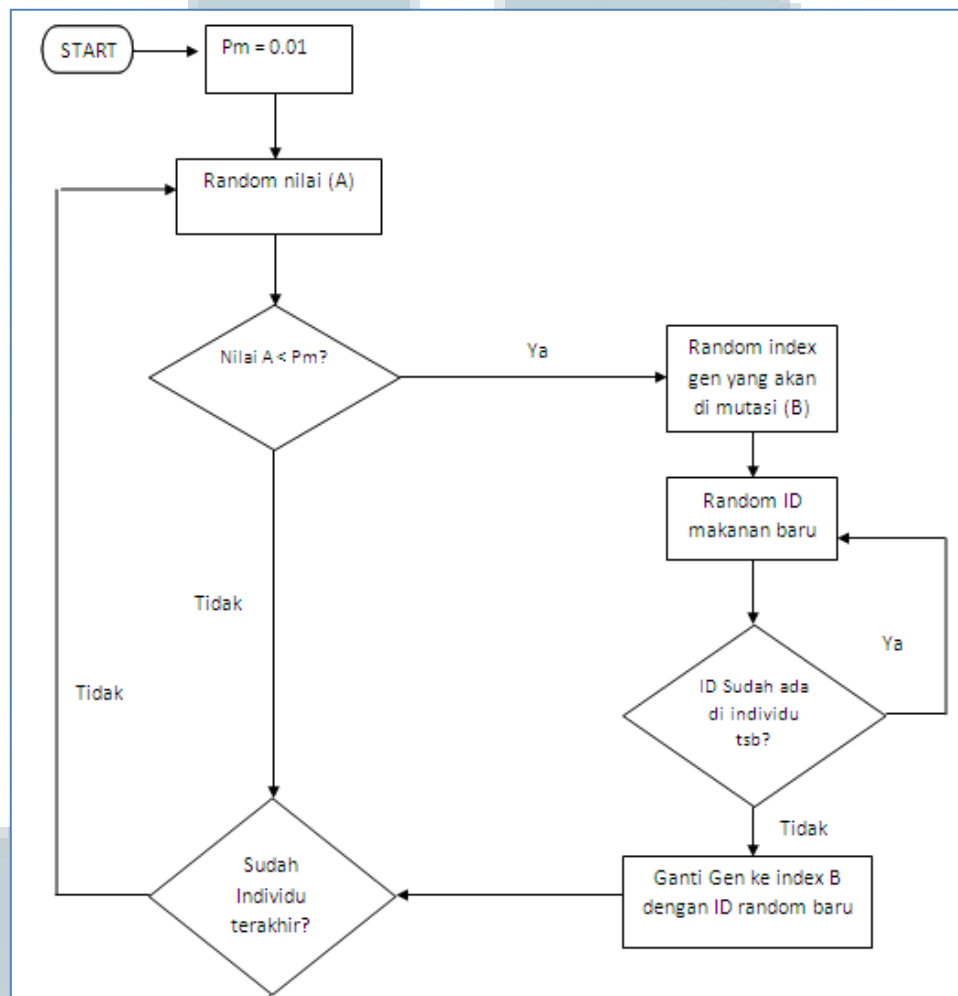 START
Pm = 0.01
Random nilai (A)
Nilai A < Pm?
Ya
Random index
gen yang akan
di mutasi (B)
Random ID
makanan baru
Tidak
Ya
Tidak
ID Sudah ada
di individu
tsb?
Tidak
Sudah
Individu
terakhir?
Ganti Gen ke index B
dengan ID random baru